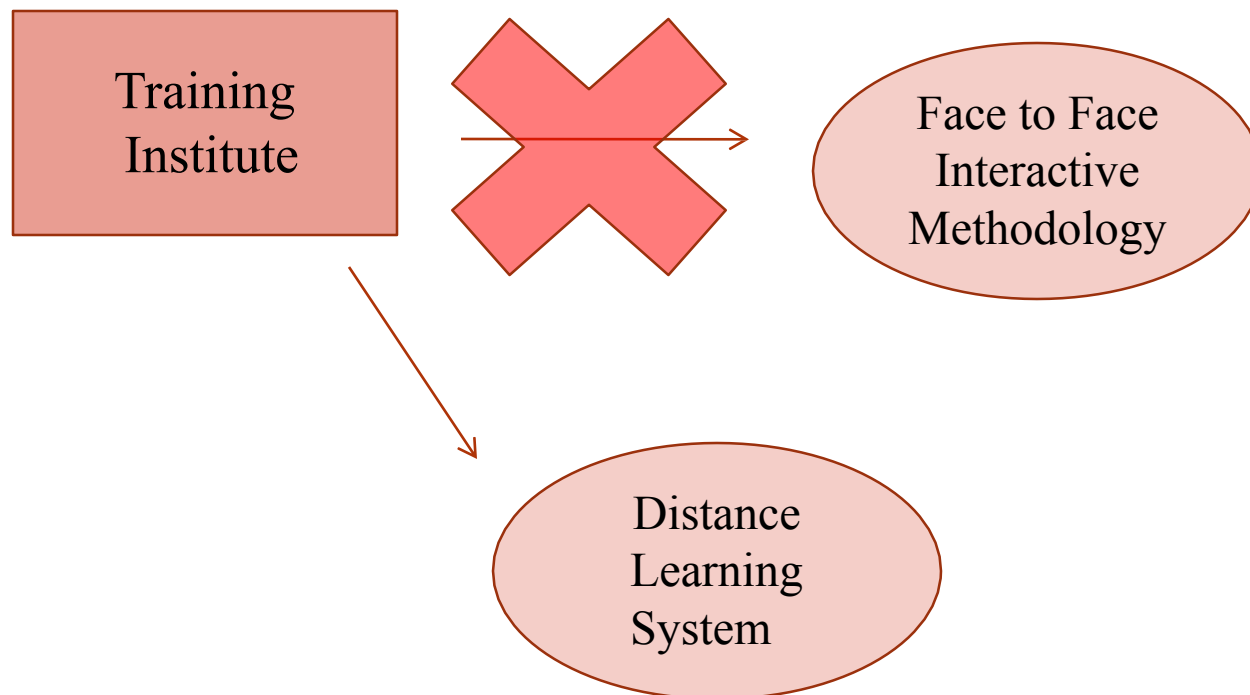 Training
Institute
Face to Face
Interactive
Methodology
Distance
Learning
System